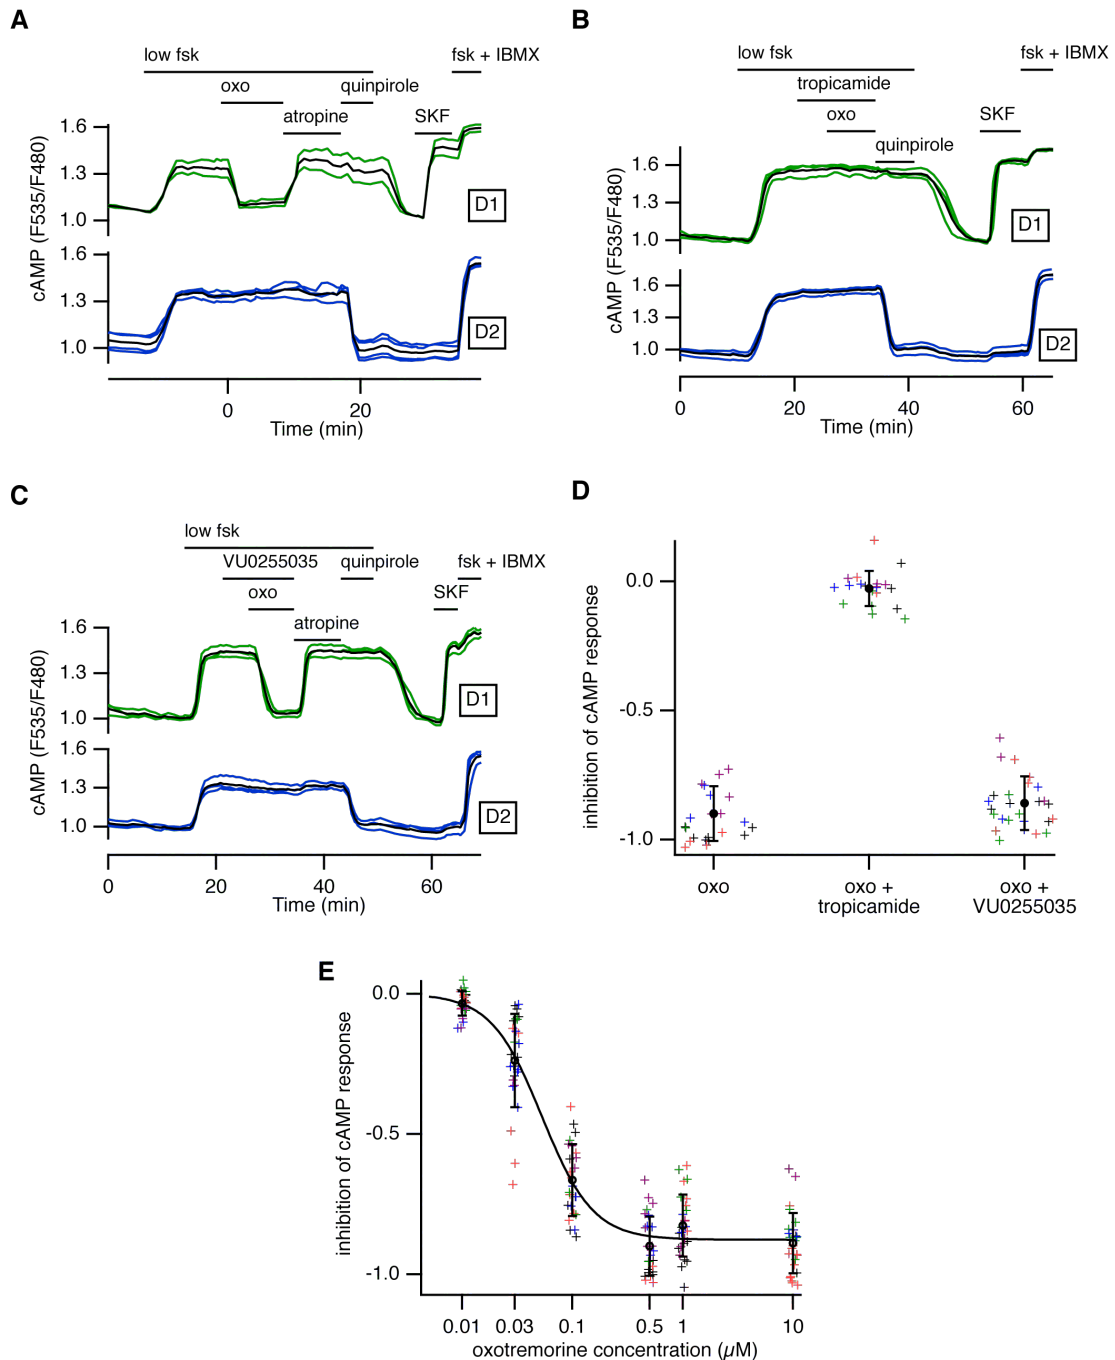 A
low fsk
fsk + IBMX
oxo
quinpirole
atropine
SKF
1.6
1.3
1.0
D1
cAMP (F535/F480)
1.6
1.3
1.0
D2
0
20
Time (min)
B
low fsk
fsk + IBMX
tropicamide
oxo
SKF
quinpirole
1.6
1.3
1.0
D1
cAMP (F535/F480)
1.6
1.3
1.0
D2
0
20
40
60
Time (min)
C
low fsk
VU0255035
quinpirole
fsk + IBMX
oxo
SKF
atropine
1.6
1.3
1.0
D1
cAMP (F535/F480)
1.6
1.3
1.0
D2
0
20
40
60
Time (min)
D
inhibition of cAMP response
0.0
-0.5
-1.0
oxo
oxo +
tropicamide
oxo +
VU0255035
E
inhibition of cAMP response
0.0
-0.5
-1.0
0.01
0.03
0.1
0.5
1
10
oxotremorine concentration (µM)